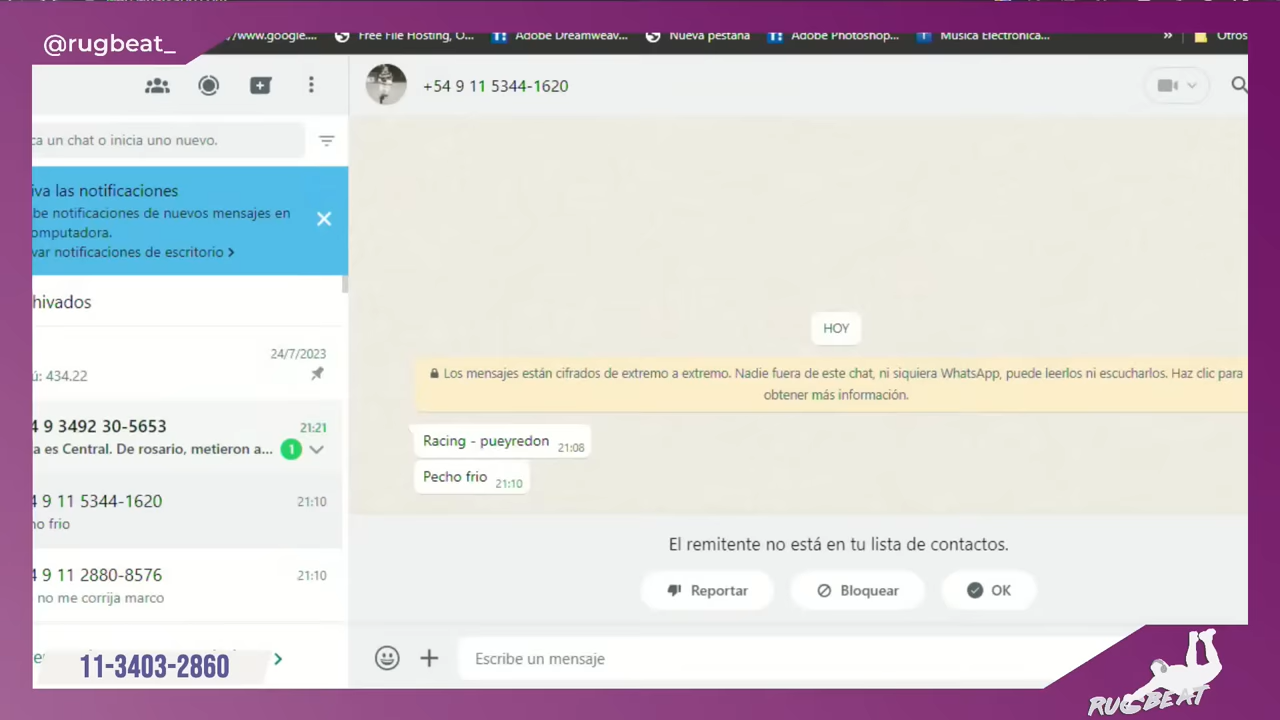 @rugbeat_
//www.google....
Free File Hosting, O...
Adobe Dreamweav...
Nueva pestaña
Adobe Photoshop...
Musica Electronica...
»
Otros
+54 9 11 5344-1620
ca un chat o inicia uno nuevo.
iva las notificaciones
be notificaciones de nuevos mensajes en
omputadora.
var notificaciones de escritorio >
hivados
24/7/2023
ú: 434.22
4 9 3492 30-5653
21:21
a es Central. De rosario, metieron a...
1
4 9 11 5344-1620
21:10
ho frio
4 9 11 2880-8576
21:10
no me corrija marco
11-3403-2860
HOY
Los mensajes están cifrados de extremo a extremo. Nadie fuera de este chat, ni siquiera WhatsApp, puede leerlos ni escucharlos. Haz clic para
obtener más información.
Racing - pueyredon 21:08
Pecho frio 21:10
El remitente no está en tu lista de contactos.
Reportar
Bloquear
OK
Escribe un mensaje
RUGBEAT